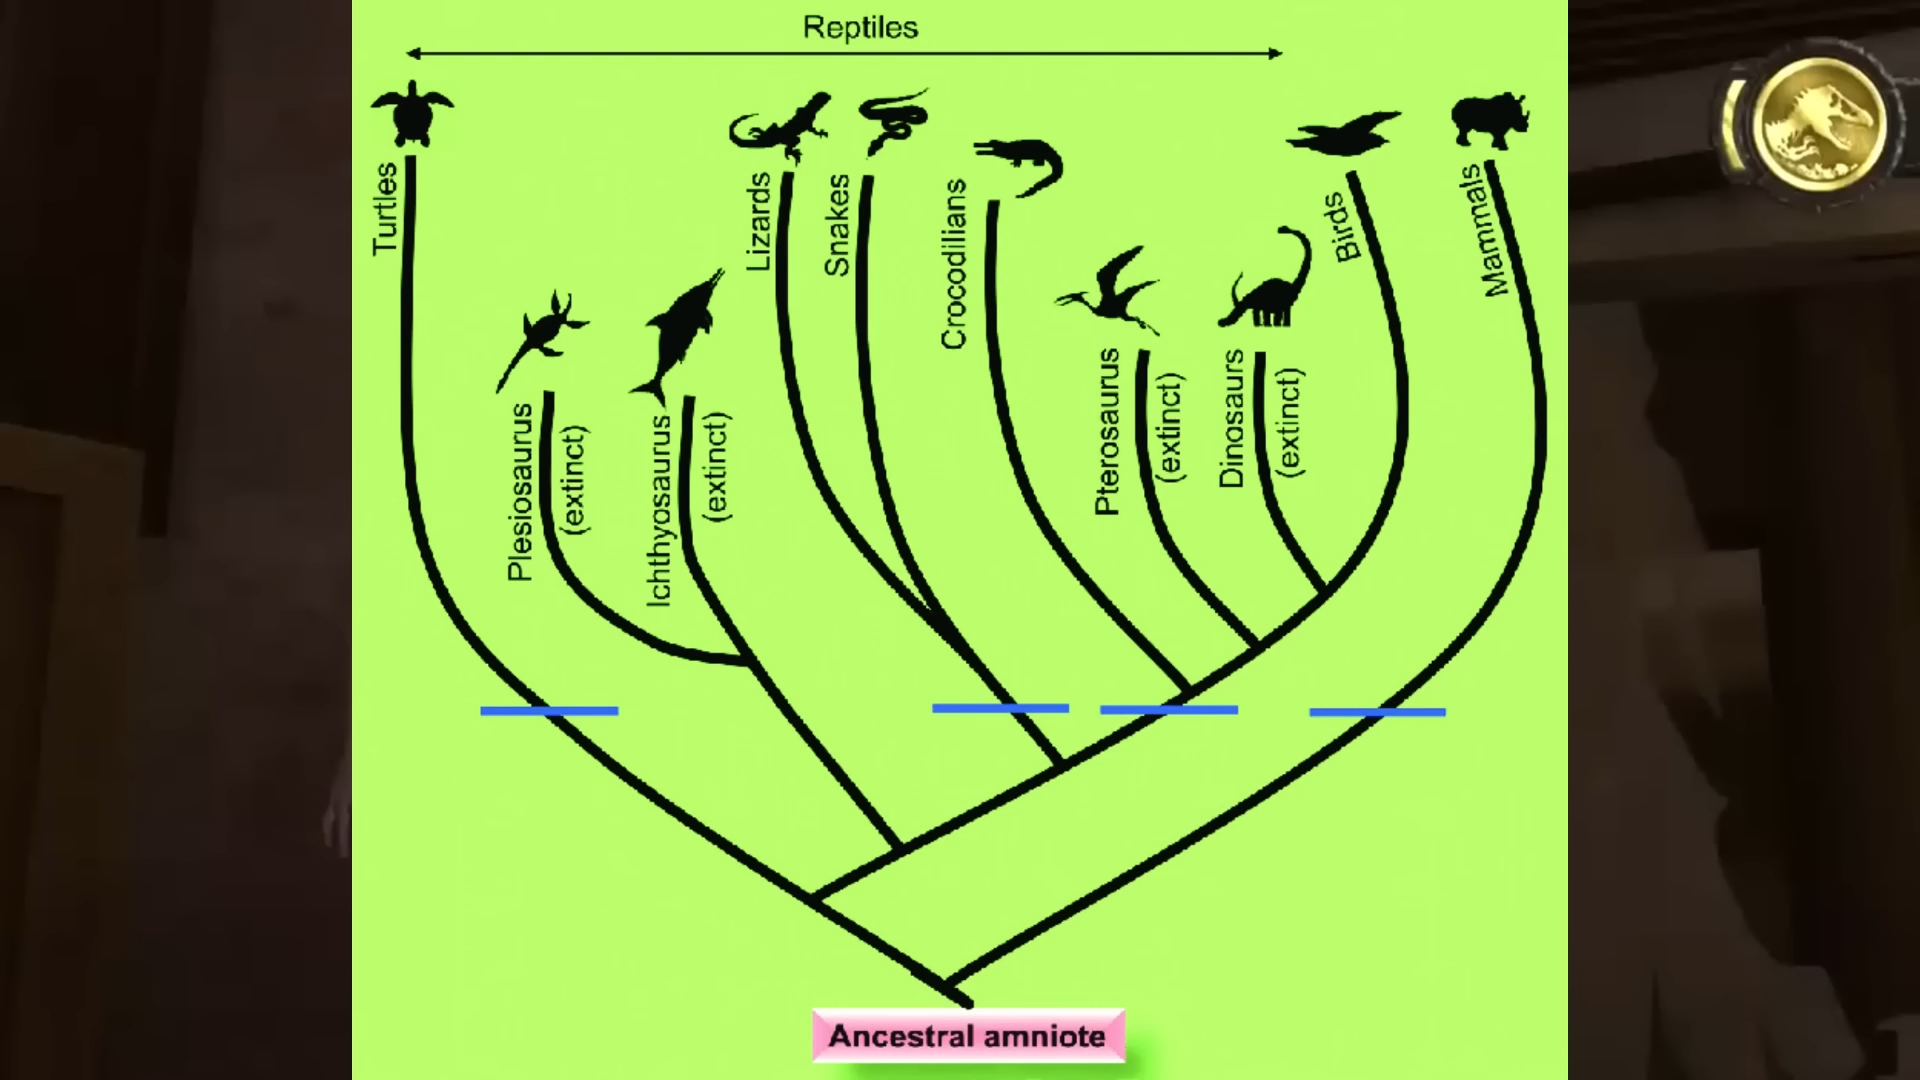 Reptiles
Turtles
Plesiosaurus
(extinct)
Ichthyosaurus
(extinct)
Lizards
Snakes
Crocodilians
Pterosaurus
(extinct)
Dinosaurs
(extinct)
Birds
Mammals
Ancestral amniote